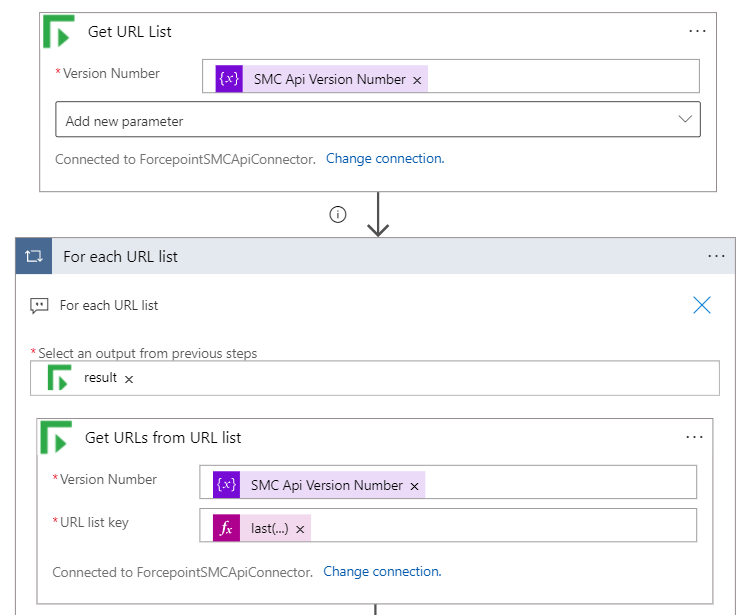 Get URL List
...
* Version Number
{x} SMC Api Version Number ×
Add new parameter
Connected to ForcepointSMCApiConnector. Change connection.
For each URL list
...
For each URL list
* Select an output from previous steps
result ×
Get URLs from URL list
...
* Version Number
{x} SMC Api Version Number ×
* URL list key
fx last(...) ×
Connected to ForcepointSMCApiConnector. Change connection.